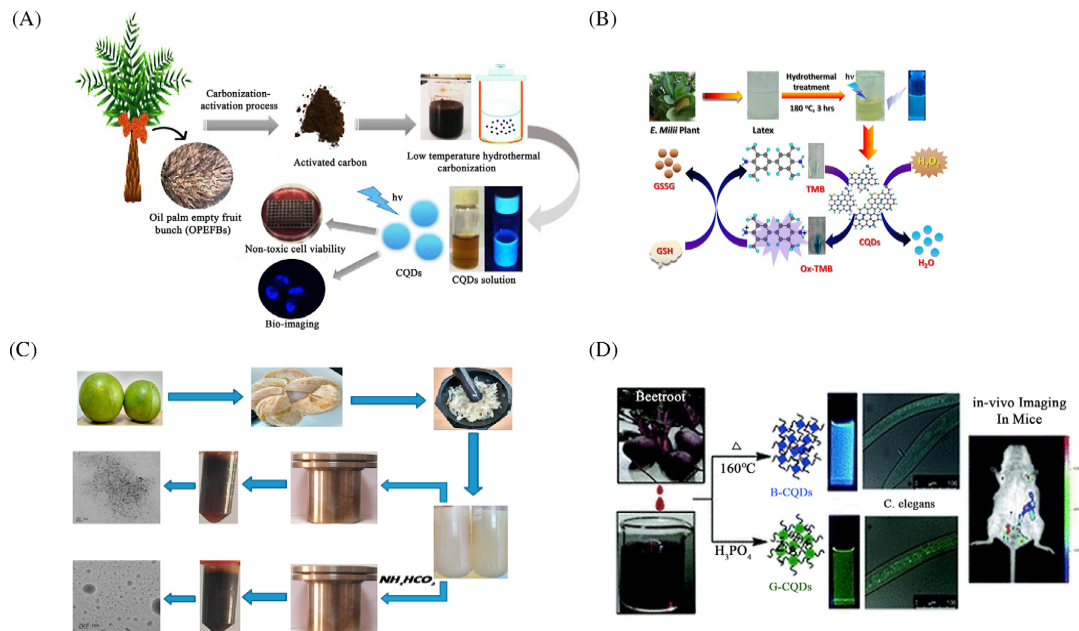 (A)
Carbonization-
activation process
Activated carbon
Low temperature hydrothermal
carbonization
Oil palm empty fruit
bunch (OPEFBs)
hν
Non-toxic cell viability
CQDs
CQDs solution
Bio-imaging
(B)
Hydrothermal
treatment
180 °C, 3 hrs
hν
E. Milii Plant
Latex
GSSG
TMB
H₂O₂
GSH
Ox-TMB
CQDs
H₂O
(C)
NH₄HCO₃
(D)
Beetroot
in-vivo Imaging
In Mice
△
160℃
B-CQDs
C. elegans
H₃PO₄
G-CQDs